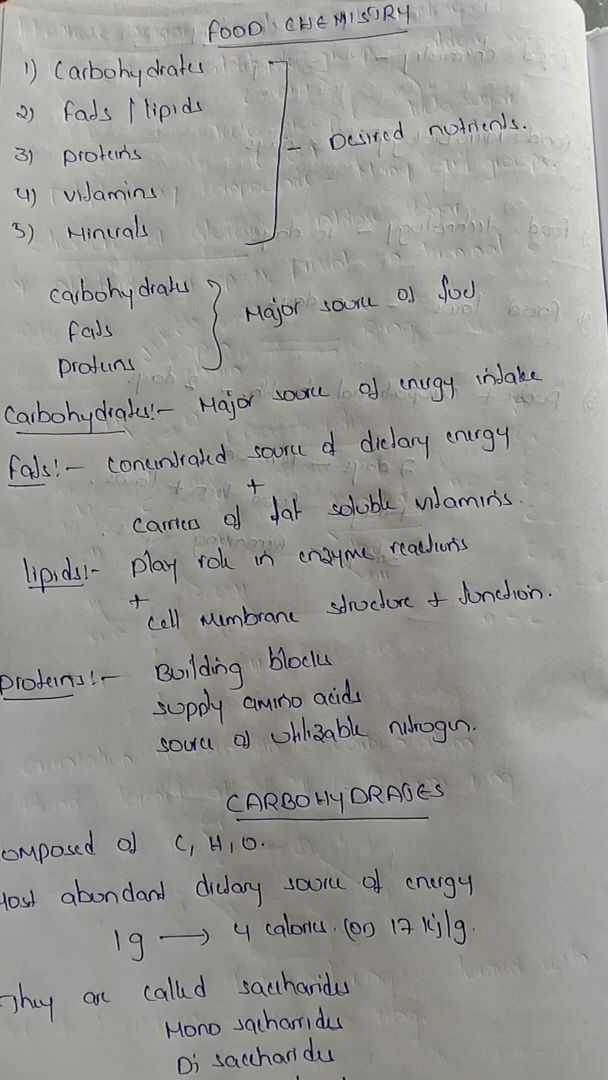 FOOD CHEMISTRY
1) Carbohydrates
2) fats / lipids
3) proteins
4) vitamins
5) Minerals
- Desired nutrients.
carbohydrates
fats
proteins
Major source of fuel
Carbohydrates:- Major source of energy intake
fats:- concentrated source of dietary energy
+
carriers of fat soluble vitamins.
lipids:- play role in enzyme reactions
+
cell membrane structure + function.
proteins:- Building blocks
supply amino acids
source of utilizable nitrogen.
CARBOHYDRATES
composed of C, H, O.
Most abundant dietary source of energy
1g → 4 calories. (or) 17 kj/g.
They are called saccharides
Mono sacharrides
Di saccharides